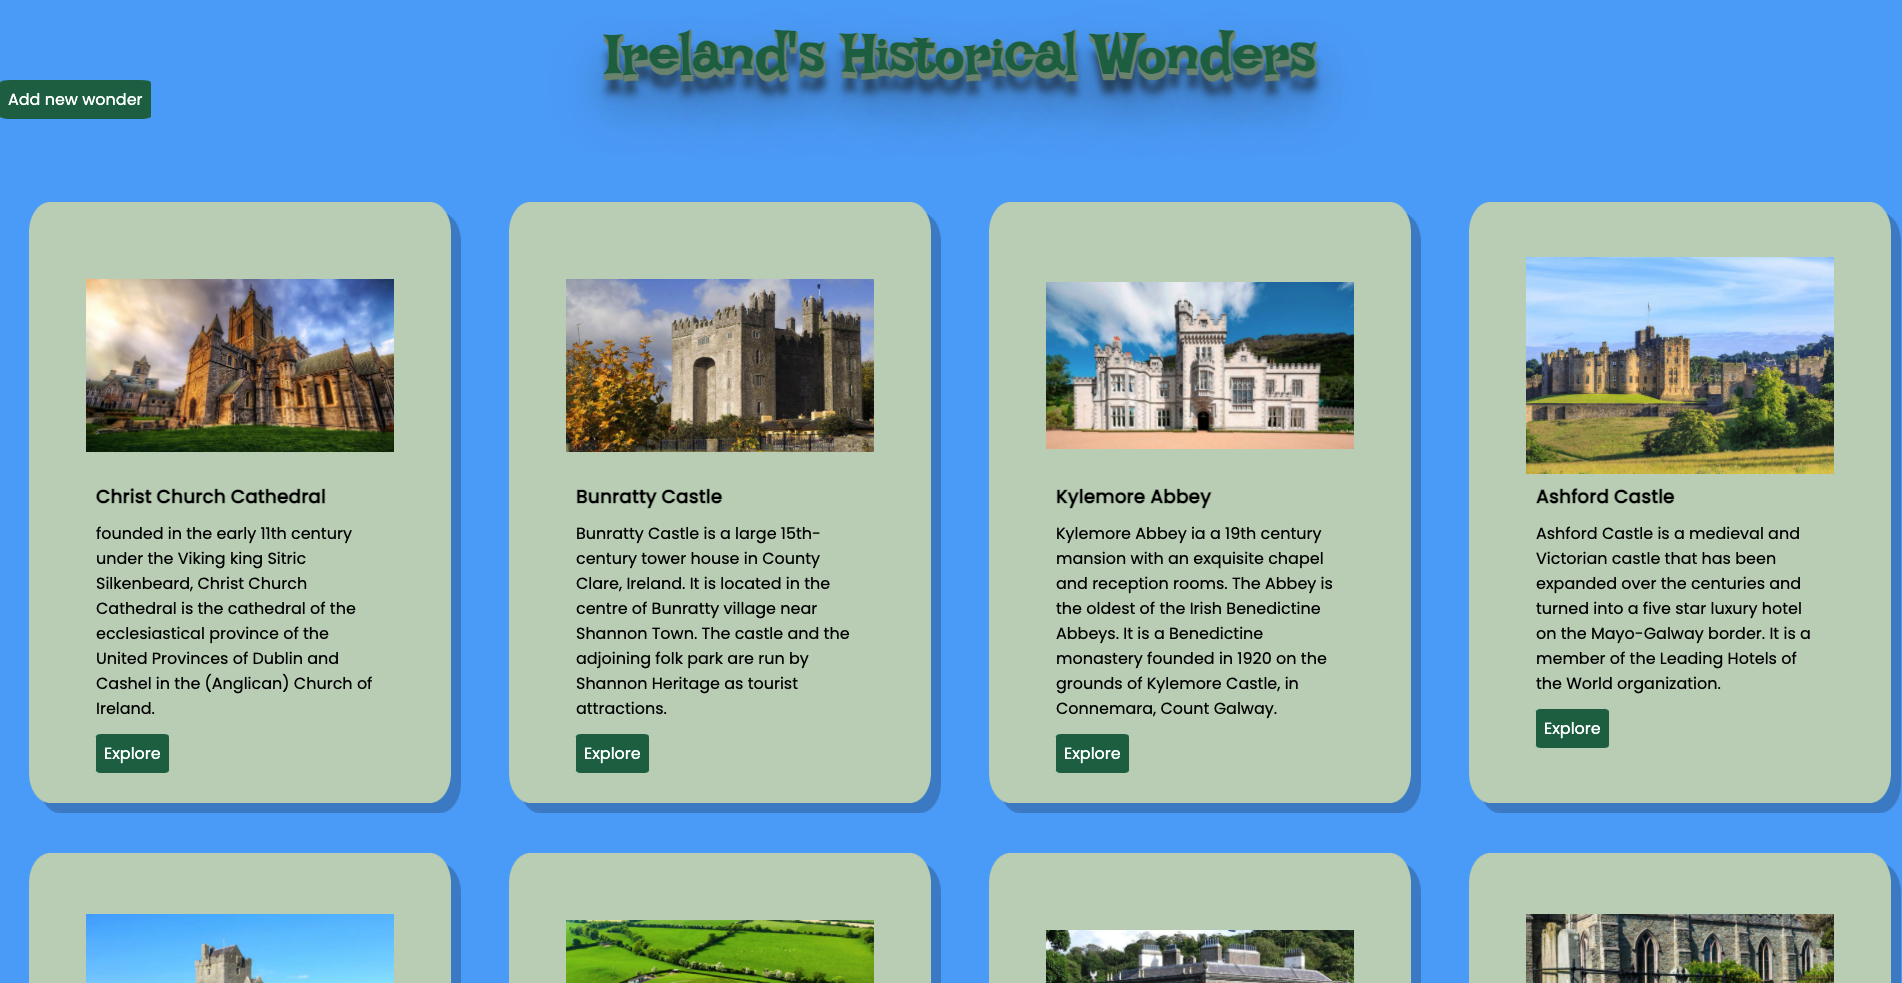 Ireland's Historical Wonders
Add new wonder
Christ Church Cathedral
founded in the early 11th century
under the Viking king Sitric
Silkenbeard, Christ Church
Cathedral is the cathedral of the
ecclesiastical province of the
United Provinces of Dublin and
Cashel in the (Anglican) Church of
Ireland.
Explore
Bunratty Castle
Bunratty Castle is a large 15th-
century tower house in County
Clare, Ireland. It is located in the
centre of Bunratty village near
Shannon Town. The castle and the
adjoining folk park are run by
Shannon Heritage as tourist
attractions.
Explore
Kylemore Abbey
Kylemore Abbey ia a 19th century
mansion with an exquisite chapel
and reception rooms. The Abbey is
the oldest of the Irish Benedictine
Abbeys. It is a Benedictine
monastery founded in 1920 on the
grounds of Kylemore Castle, in
Connemara, Count Galway.
Explore
Ashford Castle
Ashford Castle is a medieval and
Victorian castle that has been
expanded over the centuries and
turned into a five star luxury hotel
on the Mayo-Galway border. It is a
member of the Leading Hotels of
the World organization.
Explore